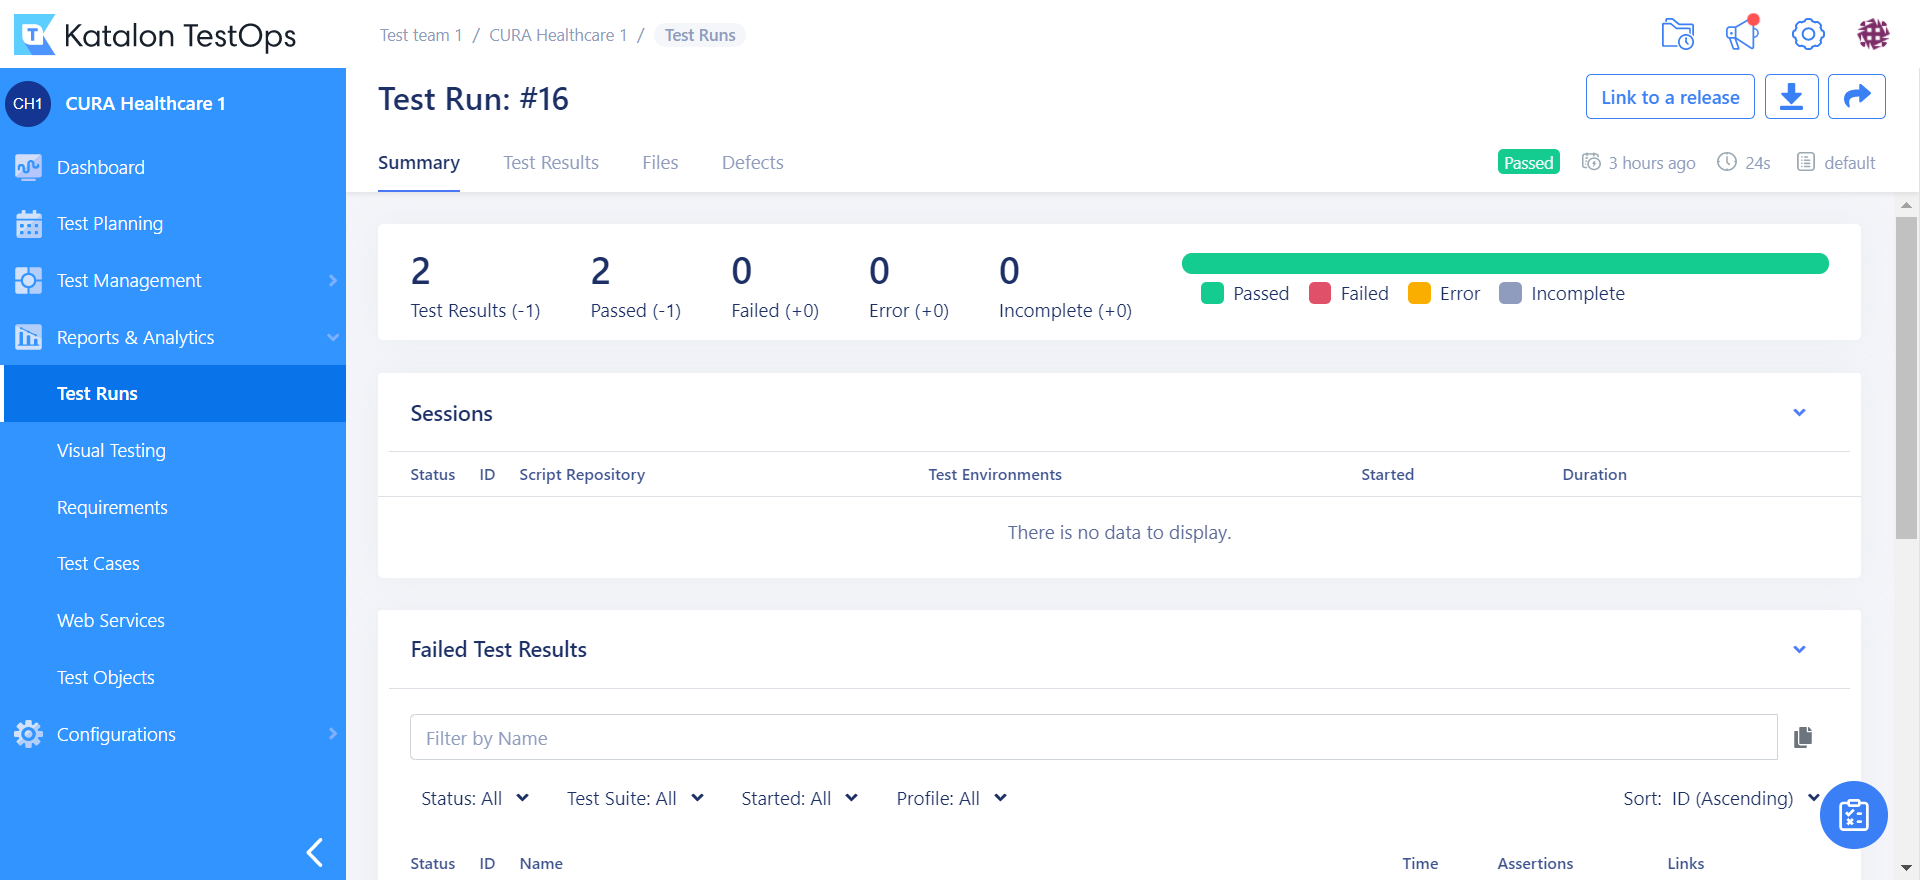 Katalon TestOps
Test team 1 / CURA Healthcare 1 / Test Runs
CH1 CURA Healthcare 1
Dashboard
Test Planning
Test Management
Reports & Analytics
Test Runs
Visual Testing
Requirements
Test Cases
Web Services
Test Objects
Configurations
Test Run: #16
Link to a release
Summary Test Results Files Defects
Passed 3 hours ago 24s default
2 2 0 0 0
Test Results (-1) Passed (-1) Failed (+0) Error (+0) Incomplete (+0)
Passed Failed Error Incomplete
Sessions
Status ID Script Repository Test Environments Started Duration
There is no data to display.
Failed Test Results
Filter by Name
Status: All Test Suite: All Started: All Profile: All Sort: ID (Ascending)
Status ID Name Time Assertions Links